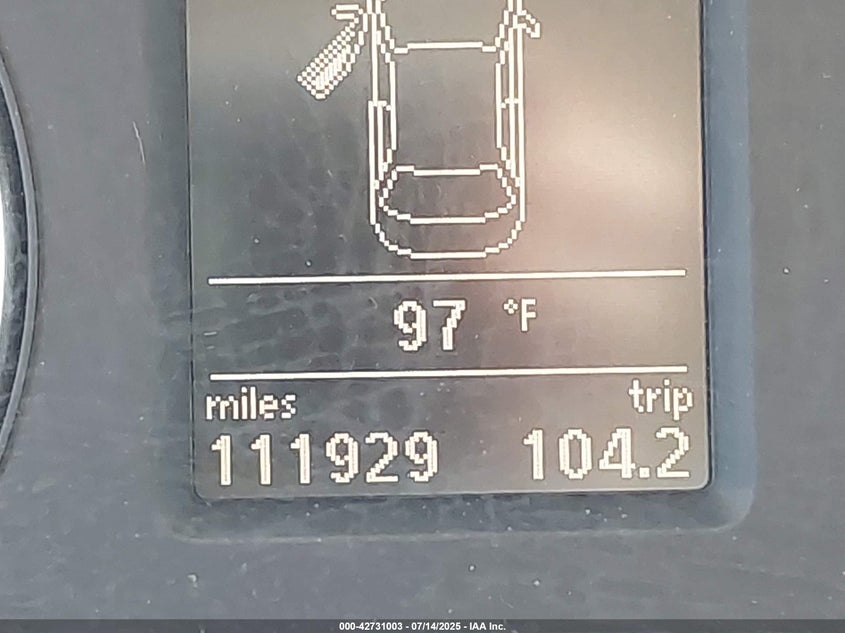 97 °F
miles trip
111929 104.2
000-42731003 - 07/14/2025 - IAA Inc.